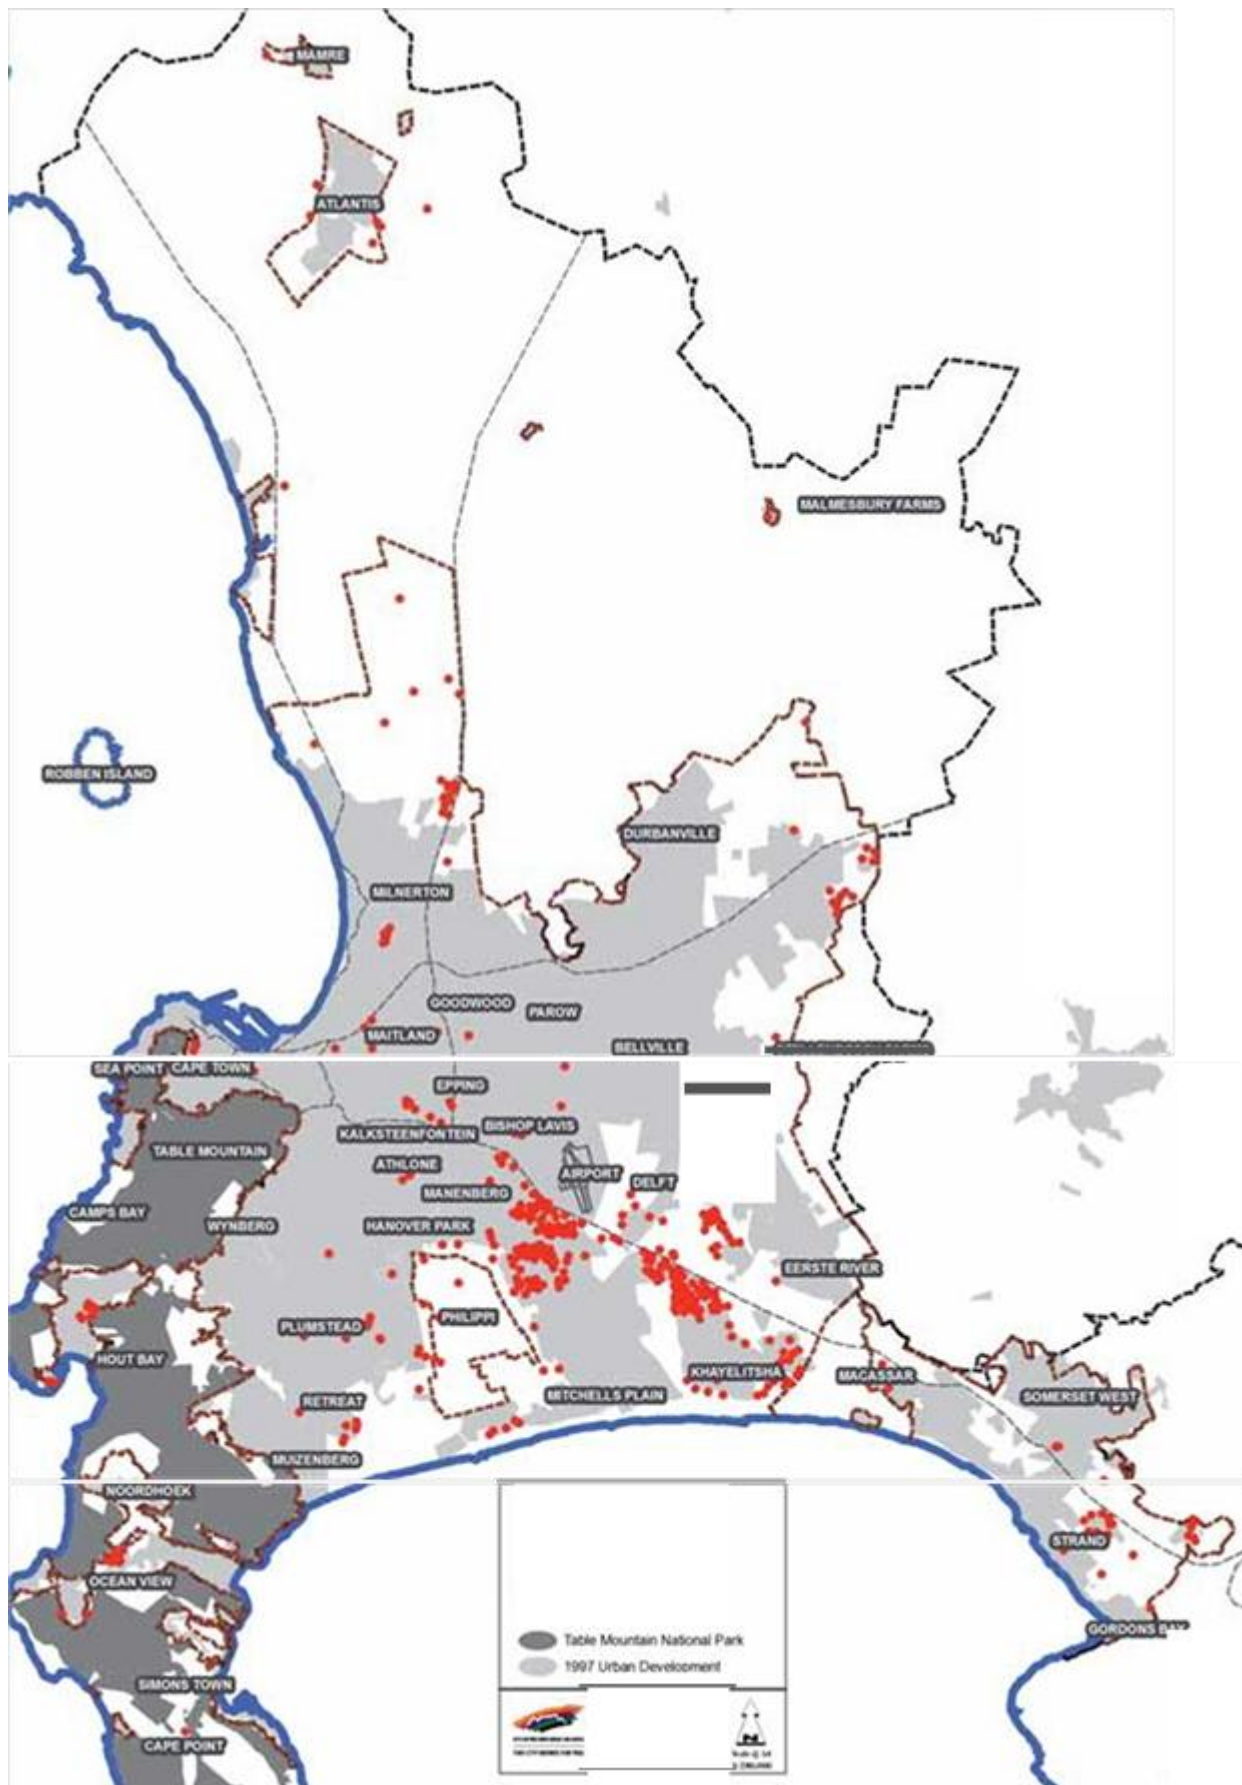 MAMRE
ATLANTIS
MALMESBURY FARMS
ROBBEN ISLAND
DURBANVILLE
MILNERTON
GOODWOOD
PAROW
MAITLAND
BELLVILLE
SEA POINT
CAPE TOWN
EPPING
KALKSTEENFONTEIN
BISHOP LAVIS
TABLE MOUNTAIN
ATHLONE
AIRPORT
DELFT
MANENBERG
CAMPS BAY
WYNBERG
HANOVER PARK
EERSTE RIVER
PHILIPPI
PLUMSTEAD
HOUT BAY
KHAYELITSHA
MACASSAR
RETREAT
MITCHELLS PLAIN
SOMERSET WEST
MUIZENBERG
NOORDHOEK
STRAND
OCEAN VIEW
GORDONS BAY
Table Mountain National Park
1997 Urban Development
SIMONS TOWN
N
CAPE POINT